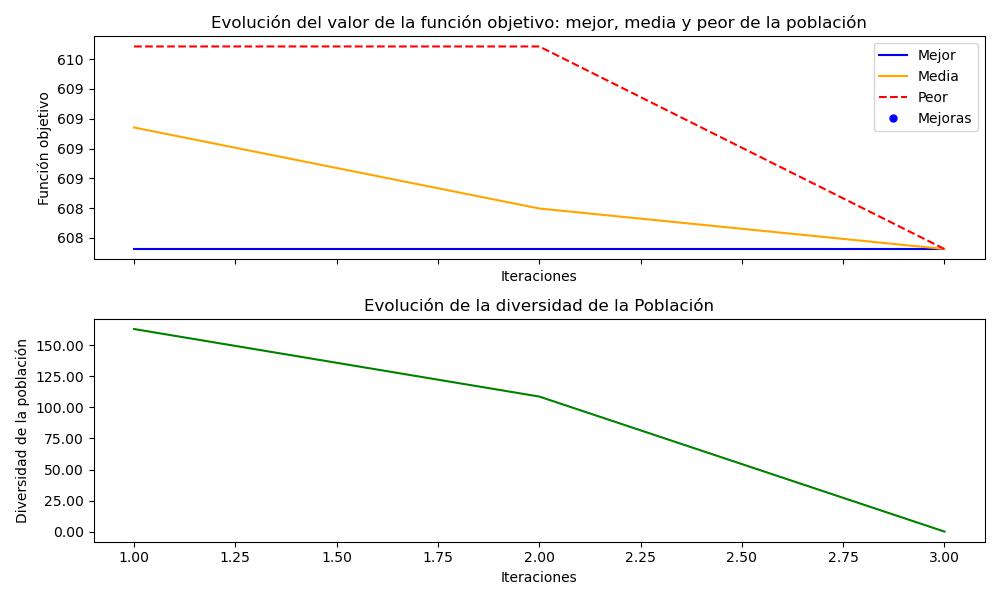 Evolución del valor de la función objetivo: mejor, media y peor de la población
Función objetivo
610
609
609
609
609
608
608
Mejor
Media
Peor
Mejoras
Iteraciones
Evolución de la diversidad de la Población
Diversidad de la población
150.00
125.00
100.00
75.00
50.00
25.00
0.00
1.00 1.25 1.50 1.75 2.00 2.25 2.50 2.75 3.00
Iteraciones